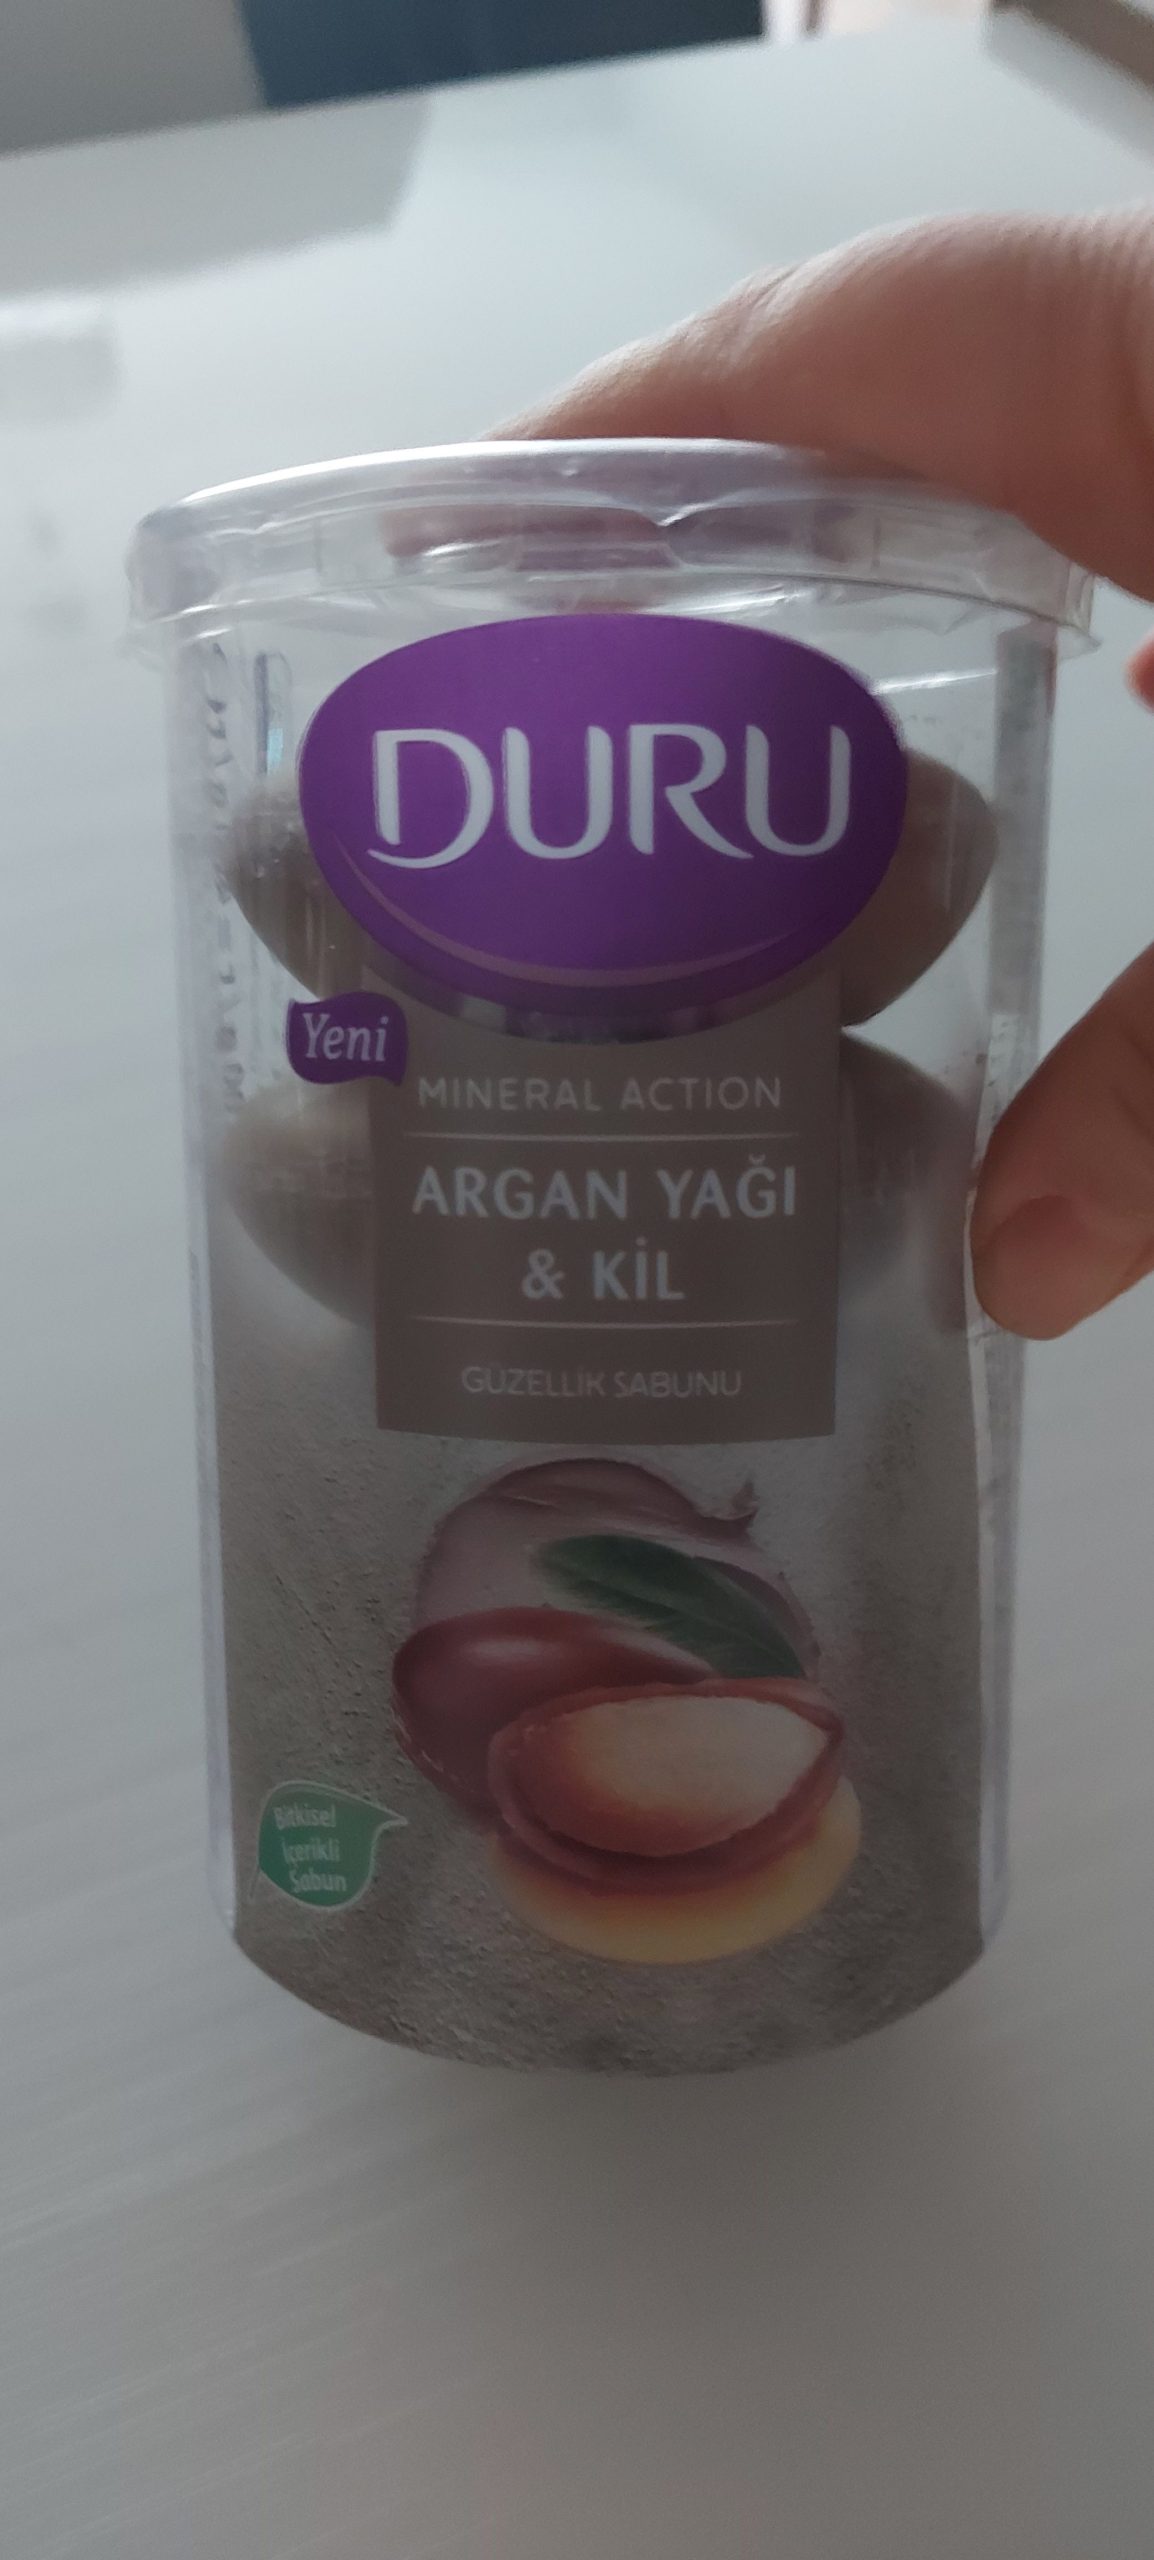 DURU
Yeni
MINERAL ACTION
ARGAN YAĞI
& KİL
GÜZELLİK SABUNU
Bitkisel
İçerikli
Sabun